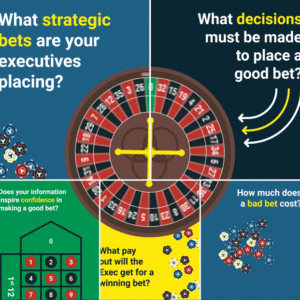 What strategic
bets are your
executives
placing?
What decisions
must be made
to place a
good bet?
Does your information
inspire confidence in
making a good bet?
0
1 2 3
4 5 6
7 8 9
1st 12
What pay
out will the
Exec get for a
winning bet?
How much does
a bad bet cost?